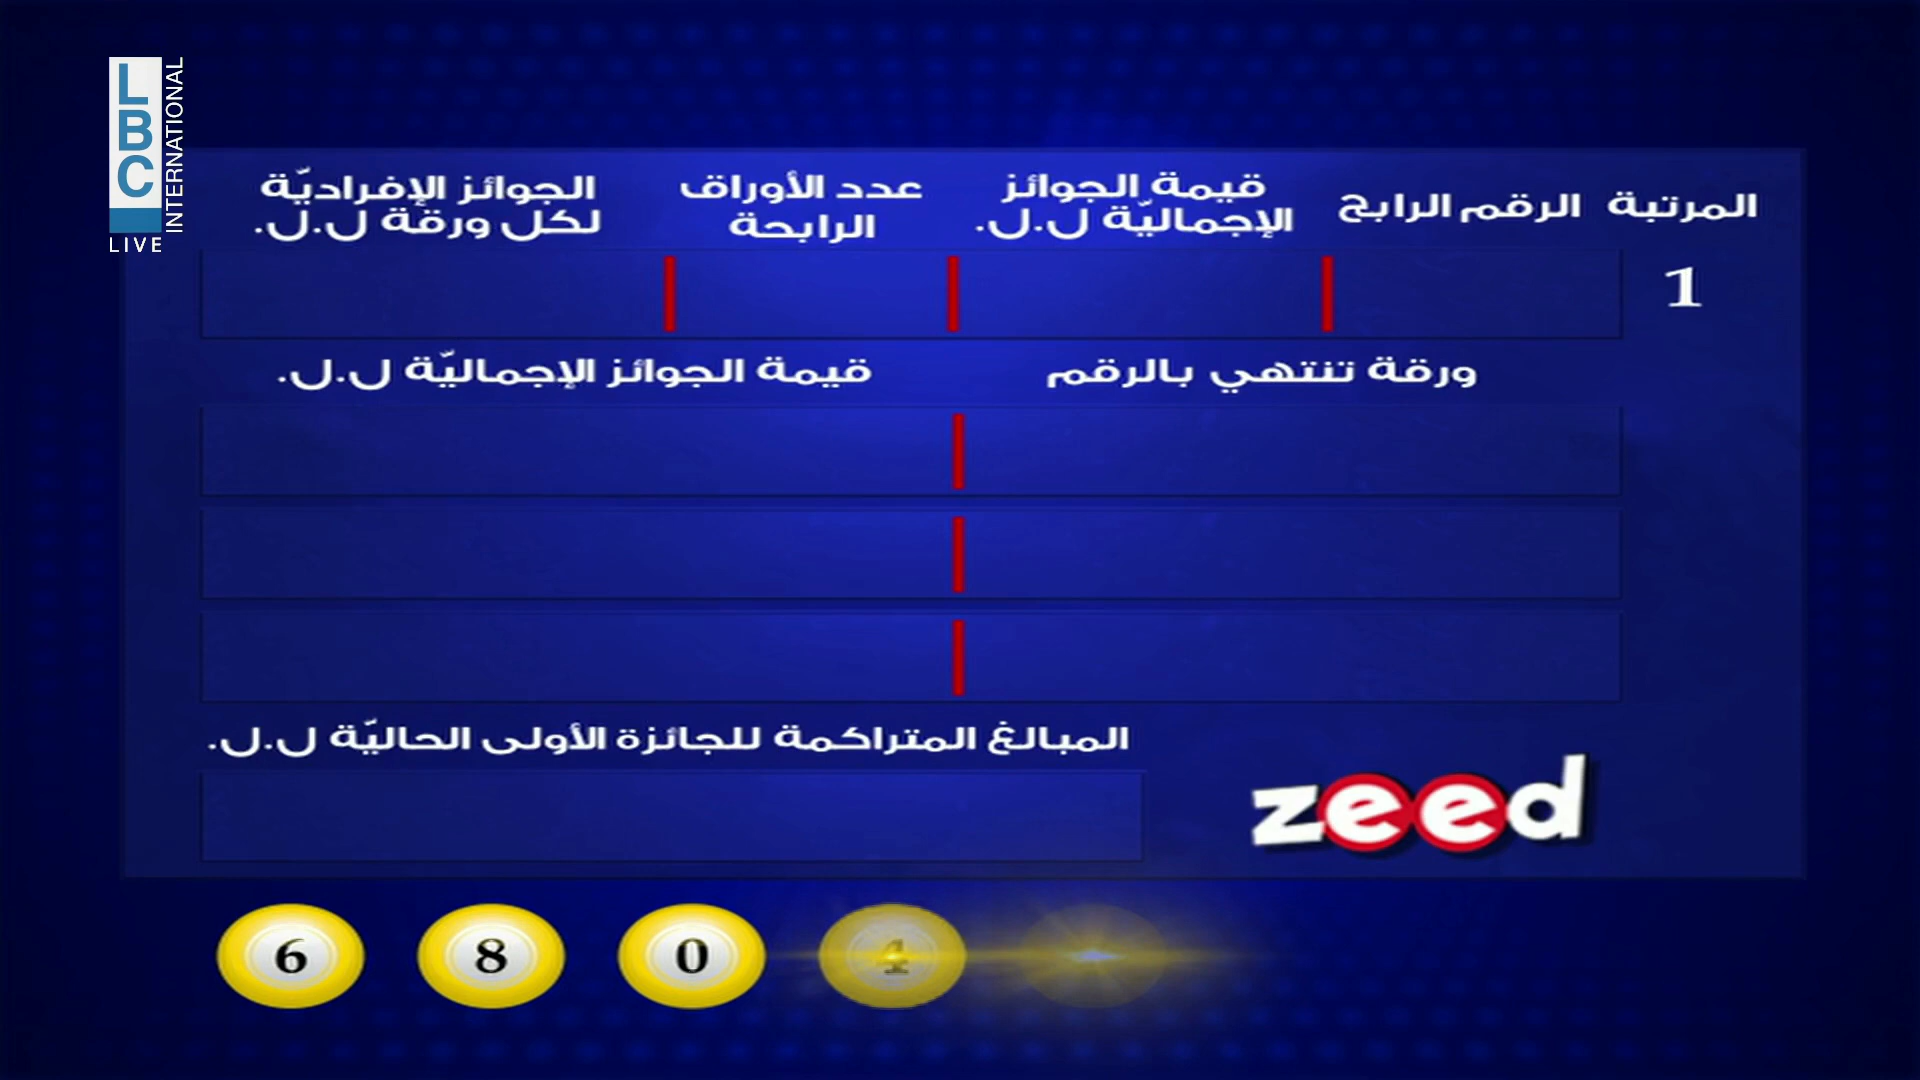 LBC
INTERNATIONAL
LIVE
المرتبة
الرقم الرابح
قيمة الجوائز
الإجماليّة ل.ل.
عدد الأوراق
الرابحة
الجوائز الإفراديّة
لكل ورقة ل.ل.
1
ورقة تنتهي بالرقم
قيمة الجوائز الإجماليّة ل.ل.
المبالغ المتراكمة للجائزة الأولى الحاليّة ل.ل.
zeed
6 8 0 4